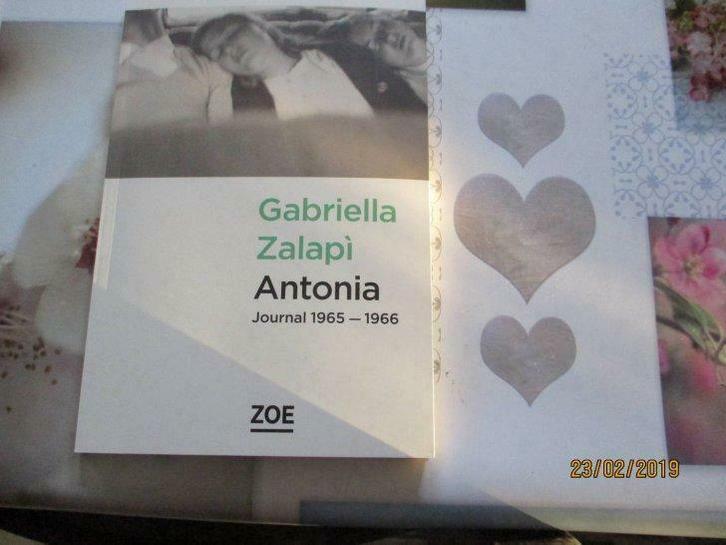 Gabriella
Zalapì
Antonia
Journal 1965 — 1966
ZOE
23/02/2019